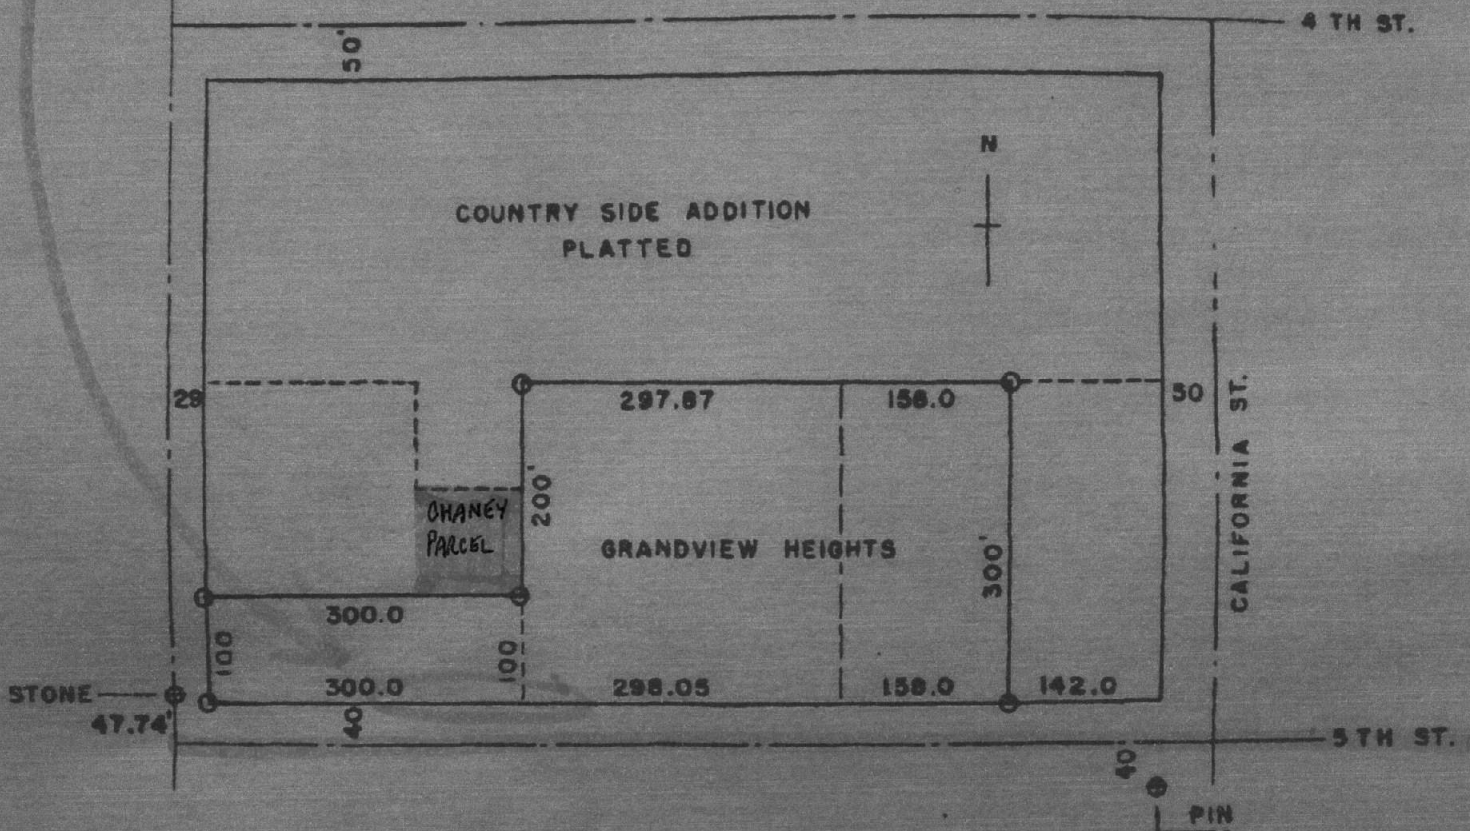 4 TH ST.
50'
N
COUNTRY SIDE ADDITION
PLATTED
29
297.87
158.0
50
CALIFORNIA ST.
200'
CHANEY
PARCEL
GRANDVIEW HEIGHTS
300'
300.0
100
100
STONE
47.74'
300.0
298.05
158.0
142.0
40
5 TH ST.
40
PIN